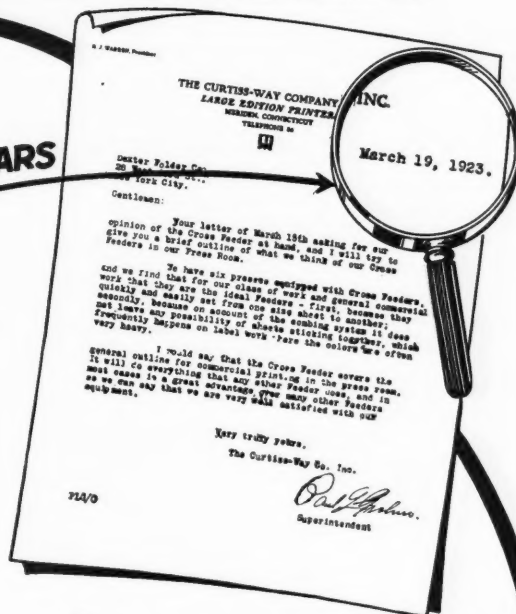 ARS
G. J. WARREN, President
THE CURTISS-WAY COMPANY INC.
LARGE EDITION PRINTERS
MERIDEN, CONNECTICUT
TELEPHONE
March 19, 1923.
Dexter Folder Co.
York City.
Gentlemen:
Your letter of March 15th asking for our
opinion of the Cross Feeder at hand, and I will try to
give you a brief outline of what we think of our Cross
Feeders in our Press Room.
We have six presses equipped with Cross Feeders,
and we find that for our class of work and general commercial
work that they are the ideal Feeders - first, because they
quickly and easily set from one size sheet to another;
secondly, because on account of the combing system it does
not leave any possibility of sheets sticking together, which
frequently happens on label work where the colors are often
very heavy.
I would say that the Cross Feeder covers the
general outline for commercial printing in the press room.
It will do everything that any other Feeder does, and in
most cases is a great advantage over many other Feeders
so we can say that we are very well satisfied with our
equipment.
Very truly yours,
The Curtiss-Way Co. Inc.
Superintendent